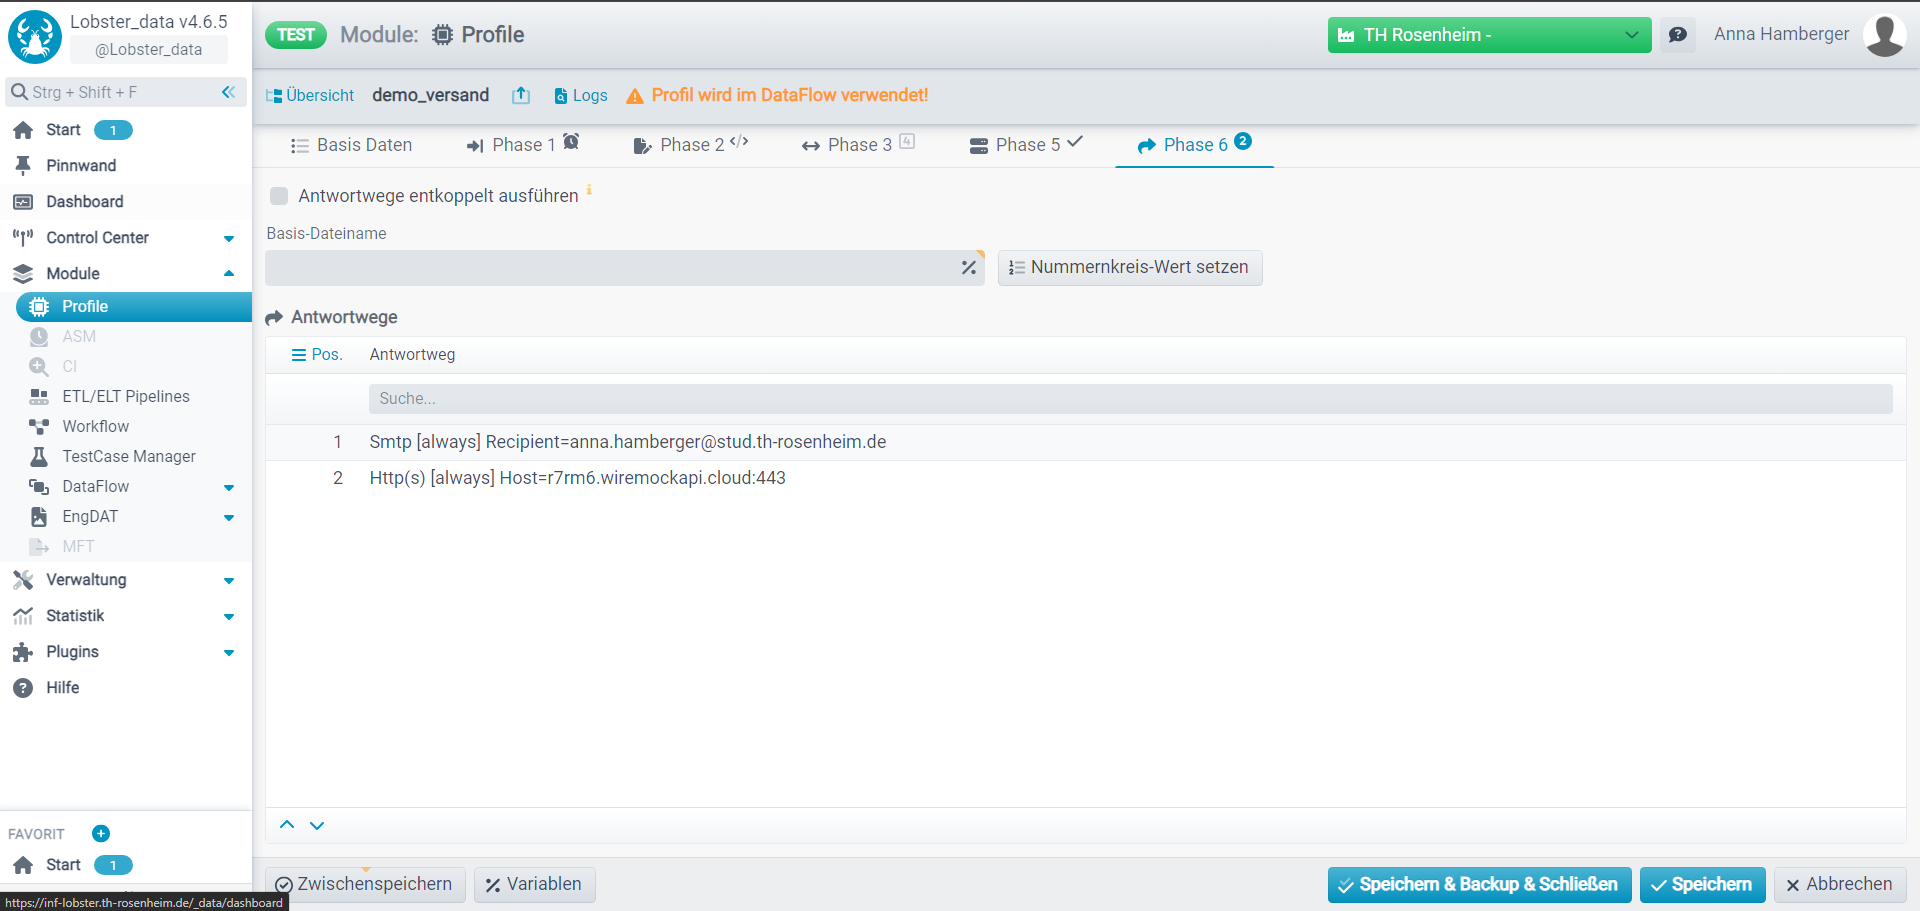 Lobster_data v4.6.5
@Lobster_data
Strg + Shift + F
Start 1
Pinnwand
Dashboard
Control Center
Module
Profile
ASM
CI
ETL/ELT Pipelines
Workflow
TestCase Manager
DataFlow
EngDAT
MFT
Verwaltung
Statistik
Plugins
Hilfe
FAVORIT
Start 1
https://inf-lobster.th-rosenheim.de/_data/dashboard
TEST Module: Profile
TH Rosenheim -
Anna Hamberger
Übersicht demo_versand Logs Profil wird im DataFlow verwendet!
Basis Daten Phase 1 Phase 2 Phase 3 4 Phase 5 Phase 6 2
Antwortwege entkoppelt ausführen
Basis-Dateiname
Nummernkreis-Wert setzen
Antwortwege
Pos. Antwortweg
Suche...
1 Smtp [always] Recipient=anna.hamberger@stud.th-rosenheim.de
2 Http(s) [always] Host=r7rm6.wiremockapi.cloud:443
Zwischenspeichern Variablen Speichern & Backup & Schließen Speichern Abbrechen